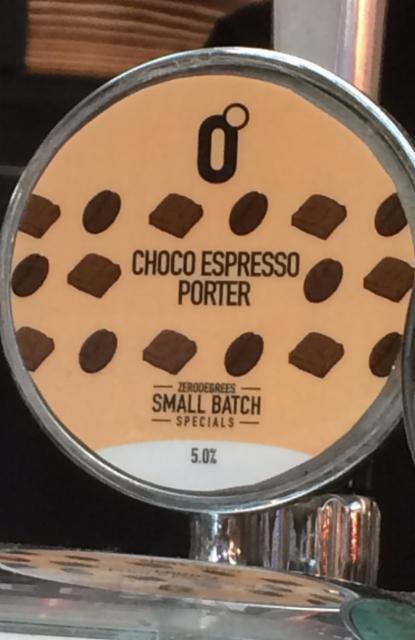 0°
CHOCO ESPRESSO
PORTER
ZERODEGREES
SMALL BATCH
SPECIALS
5.0%